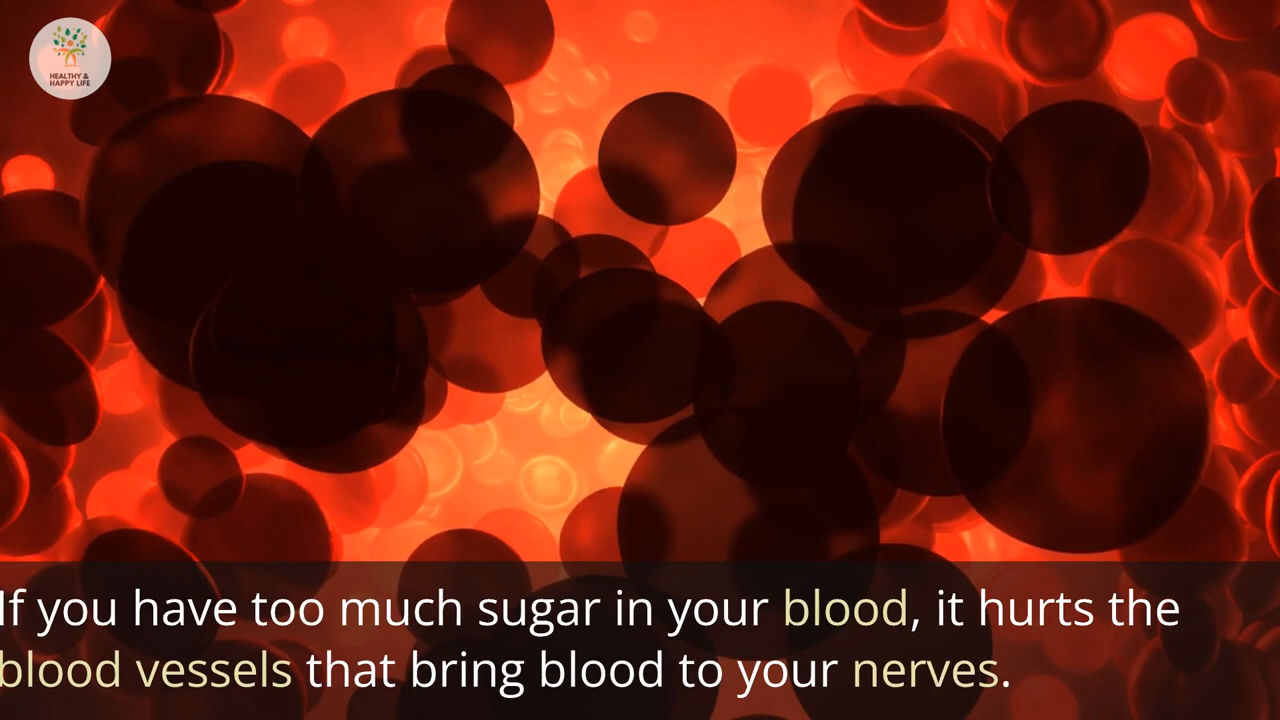 HEALTHY &
HAPPY LIFE
If you have too much sugar in your blood, it hurts the
blood vessels that bring blood to your nerves.